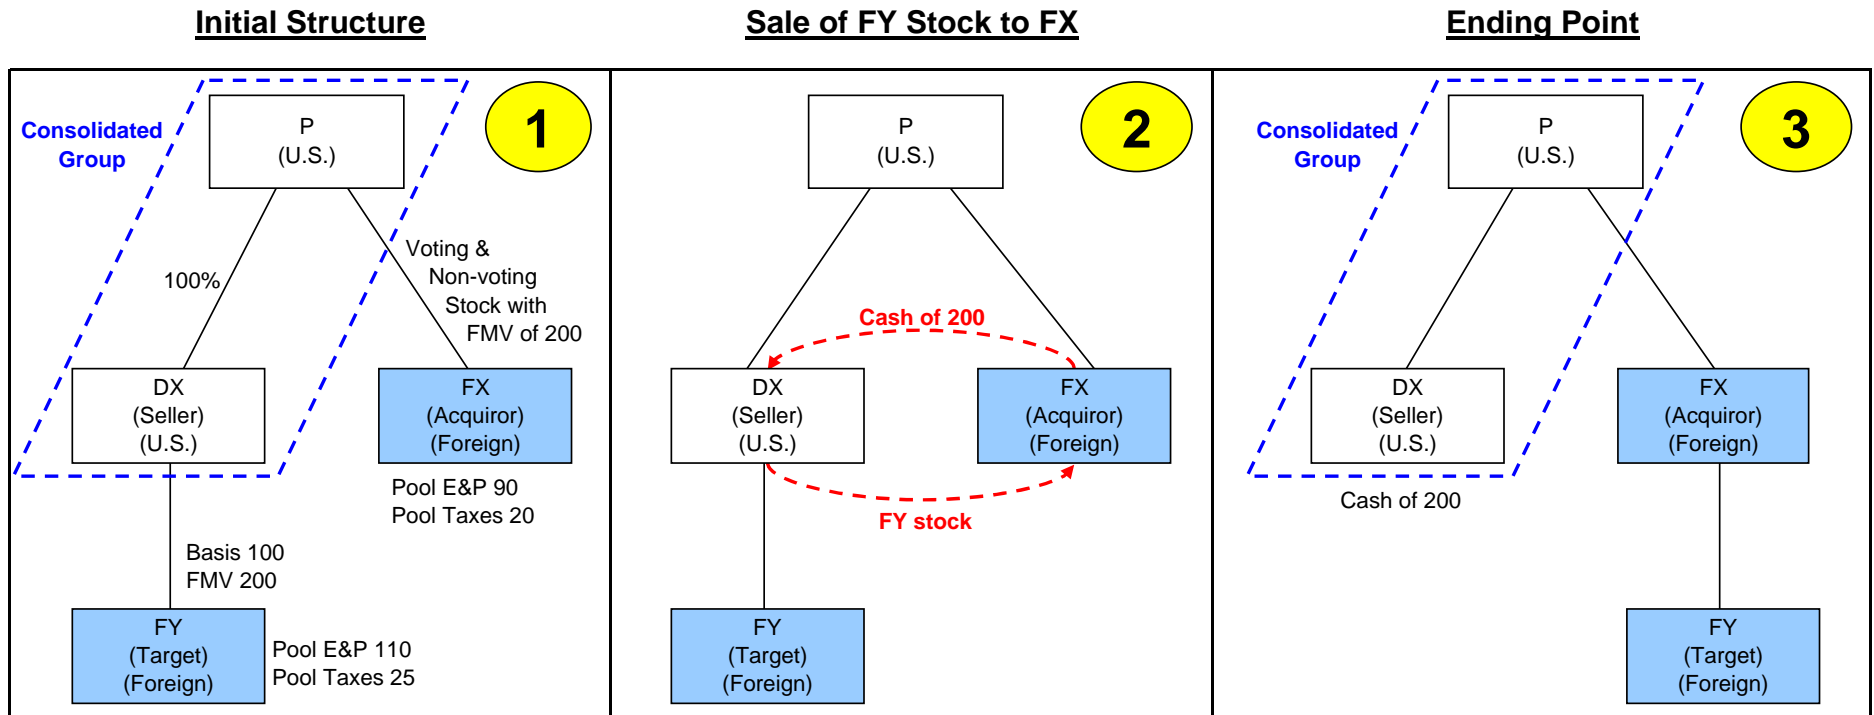 Initial Structure
Sale of FY Stock to FX
Ending Point
Consolidated
Group
P
(U.S.)
1
100%
Voting &
Non-voting
Stock with
FMV of 200
DX
(Seller)
(U.S.)
FX
(Acquiror)
(Foreign)
Pool E&P 90
Pool Taxes 20
Basis 100
FMV 200
FY
(Target)
(Foreign)
Pool E&P 110
Pool Taxes 25
P
(U.S.)
2
Cash of 200
DX
(Seller)
(U.S.)
FX
(Acquiror)
(Foreign)
FY stock
FY
(Target)
(Foreign)
Consolidated
Group
P
(U.S.)
3
DX
(Seller)
(U.S.)
FX
(Acquiror)
(Foreign)
Cash of 200
FY
(Target)
(Foreign)